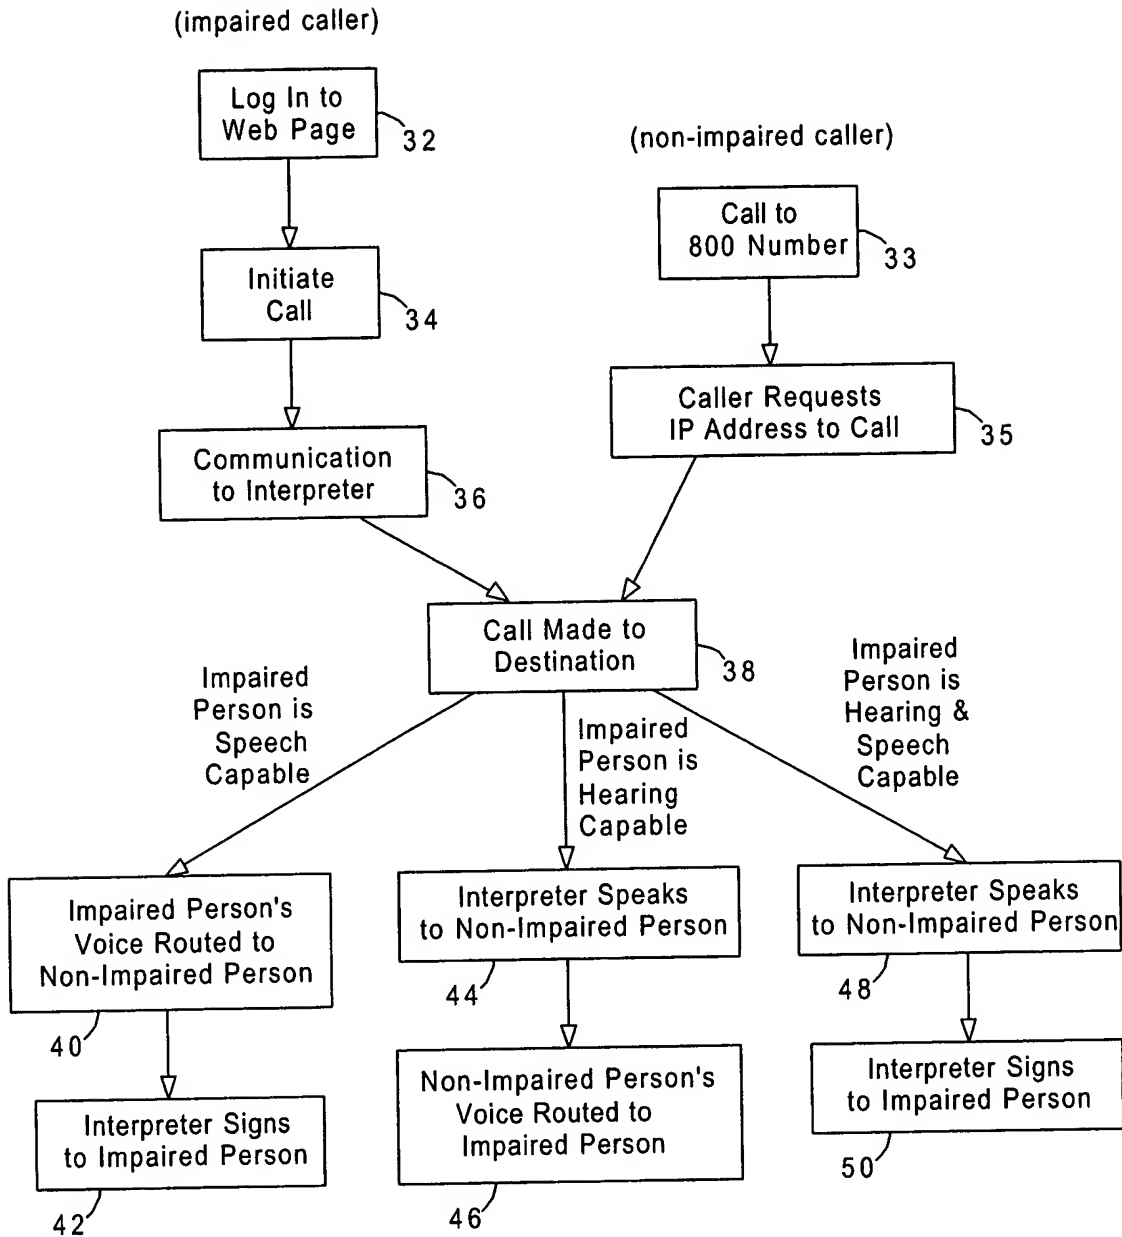 (impaired caller)
Log In to
Web Page
32
(non-impaired caller)
Call to
800 Number
33
Initiate
Call
34
Caller Requests
IP Address to Call
35
Communication
to Interpreter
36
Call Made to
Destination
38
Impaired
Person is
Speech
Capable
Impaired
Person is
Hearing
Capable
Impaired
Person is
Hearing &
Speech
Capable
Impaired Person's
Voice Routed to
Non-Impaired Person
40
Interpreter Signs
to Impaired Person
42
Interpreter Speaks
to Non-Impaired Person
44
Non-Impaired Person's
Voice Routed to
Impaired Person
46
Interpreter Speaks
to Non-Impaired Person
48
Interpreter Signs
to Impaired Person
50